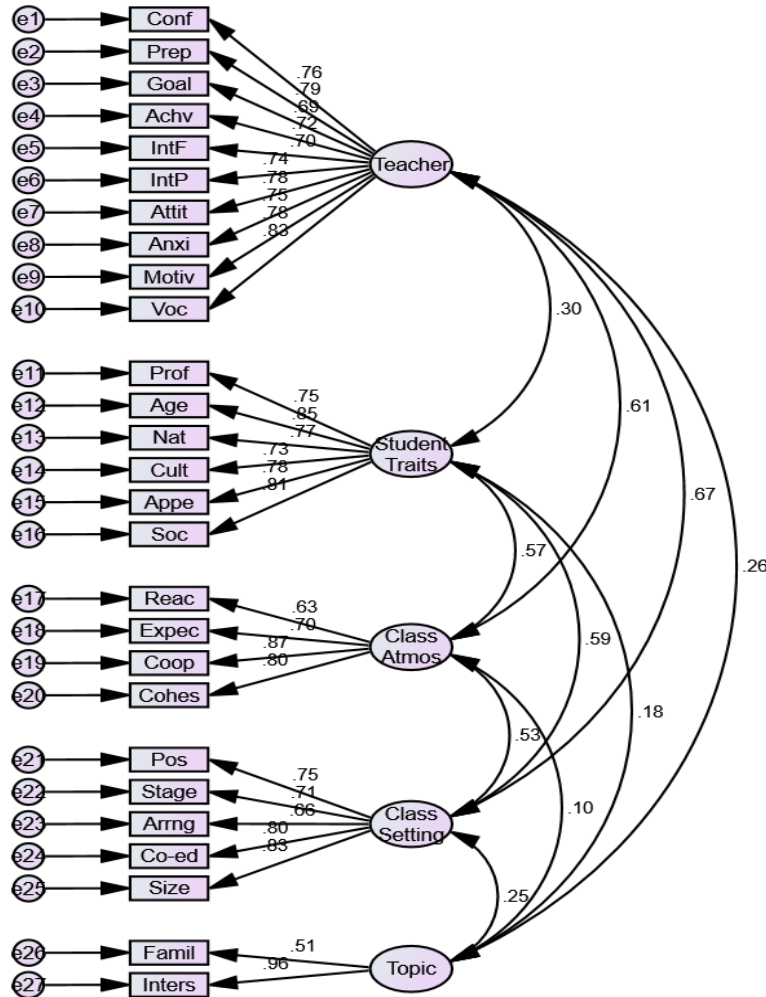 e1 Conf
e2 Prep
e3 Goal
e4 Achv
e5 IntF
e6 IntP
e7 Attit
e8 Anxi
e9 Motiv
e10 Voc
.76
.79
.69
.72
.70
.74
.78
.75
.78
.83
Teacher
e11 Prof
e12 Age
e13 Nat
e14 Cult
e15 Appe
e16 Soc
.75
.85
.77
.73
.78
.81
Student
Traits
e17 Reac
e18 Expec
e19 Coop
e20 Cohes
.63
.70
.87
.80
Class
Atmos
e21 Pos
e22 Stage
e23 Arrng
e24 Co-ed
e25 Size
.75
.71
.66
.80
.83
Class
Setting
e26 Famil
e27 Inters
.51
.96
Topic
.30
.61
.67
.26
.57
.59
.18
.53
.10
.25